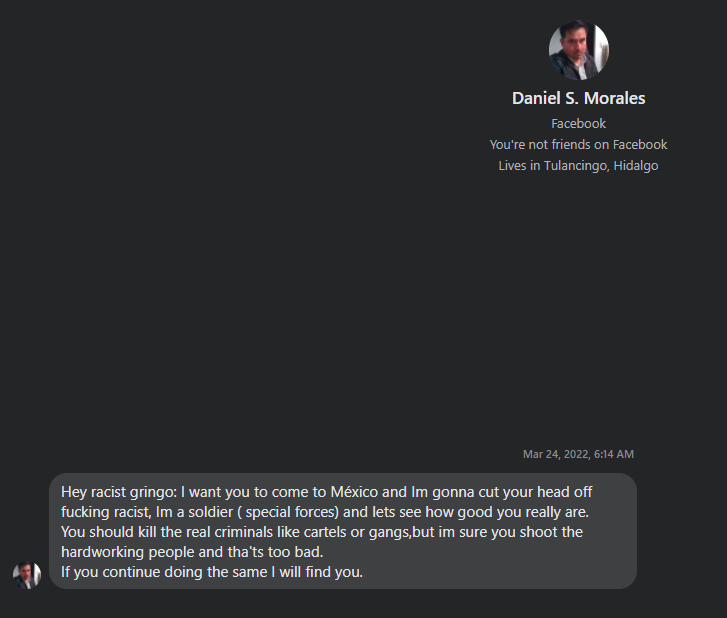 Daniel S. Morales
Facebook
You're not friends on Facebook
Lives in Tulancingo, Hidalgo
Mar 24, 2022, 6:14 AM
Hey racist gringo: I want you to come to México and Im gonna cut your head off
fucking racist, Im a soldier ( special forces) and lets see how good you really are.
You should kill the real criminals like cartels or gangs,but im sure you shoot the
hardworking people and tha'ts too bad.
If you continue doing the same I will find you.